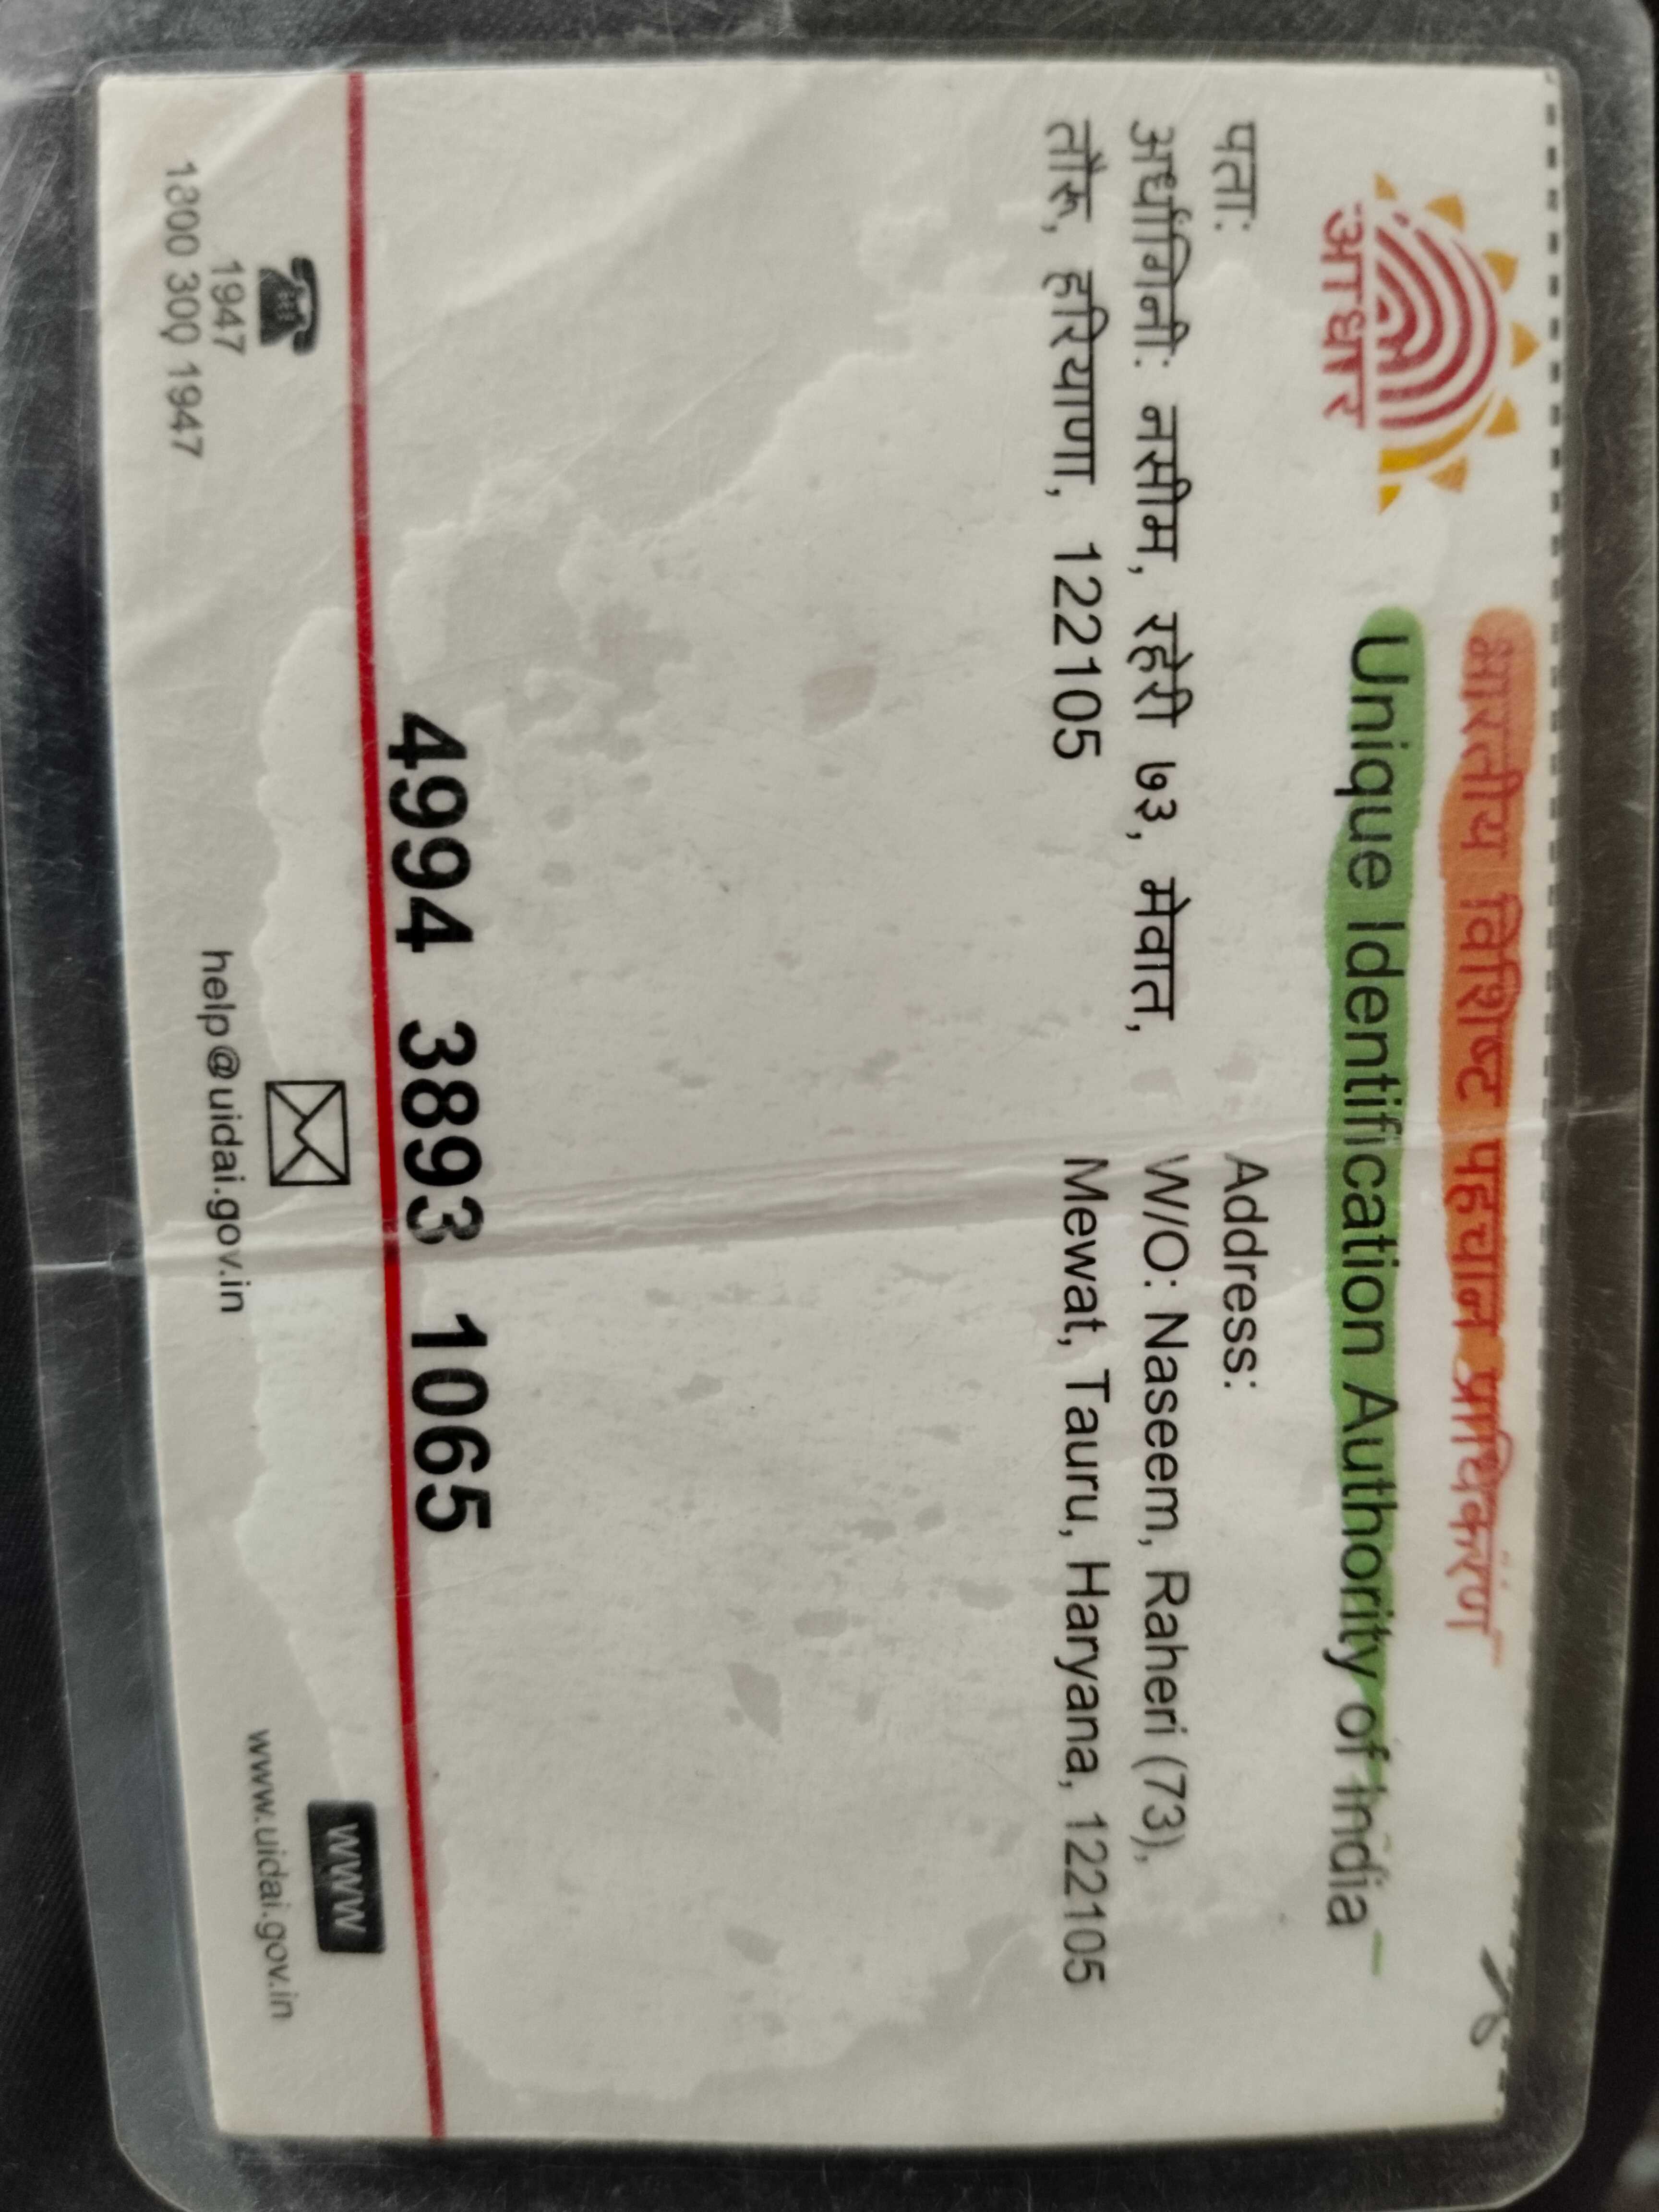 भारतीय विशिष्ट पहचान प्राधिकरण
Unique Identification Authority of India
आधार
पताः
अर्धांगिनीः नसीम, रहेरी ७३, मेवात,
तौरू, हरियाणा, 122105
Address:
W/O: Naseem, Raheri (73),
Mewat, Tauru, Haryana, 122105
4994 3893 1065
1947
1800 300 1947
help@uidai.gov.in
WWW
www.uidai.gov.in